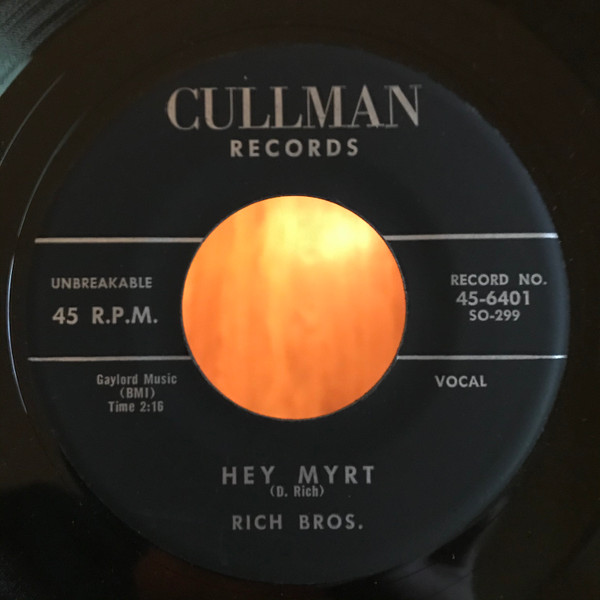 CULLMAN
RECORDS
UNBREAKABLE
45 R.P.M.
RECORD NO.
45-6401
SO-299
Gaylord Music
(BMI)
Time 2:16
VOCAL
HEY MYRT
(D. Rich)
RICH BROS.